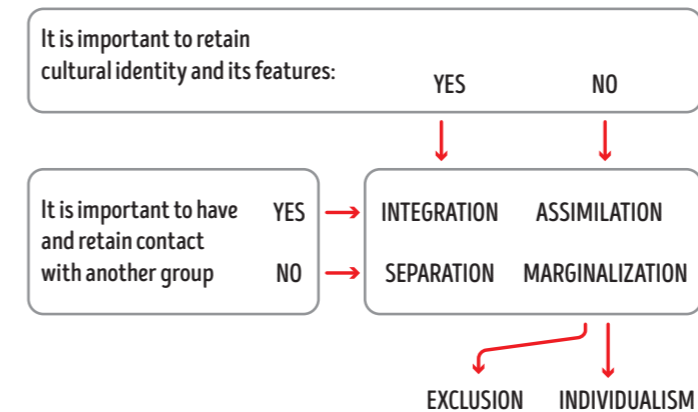 It is important to retain
cultural identity and its features:
YES NO
It is important to have
and retain contact
with another group
YES
NO
INTEGRATION ASSIMILATION
SEPARATION MARGINALIZATION
EXCLUSION INDIVIDUALISM